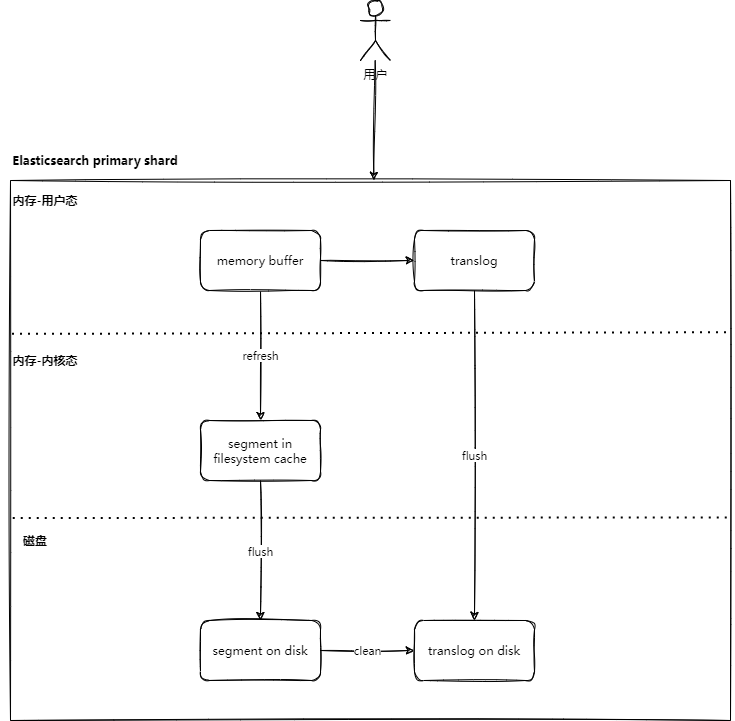 用户
Elasticsearch primary shard
内存-用户态
memory buffer
translog
refresh
内存-内核态
segment in
filesystem cache
flush
磁盘
flush
segment on disk
clean
translog on disk